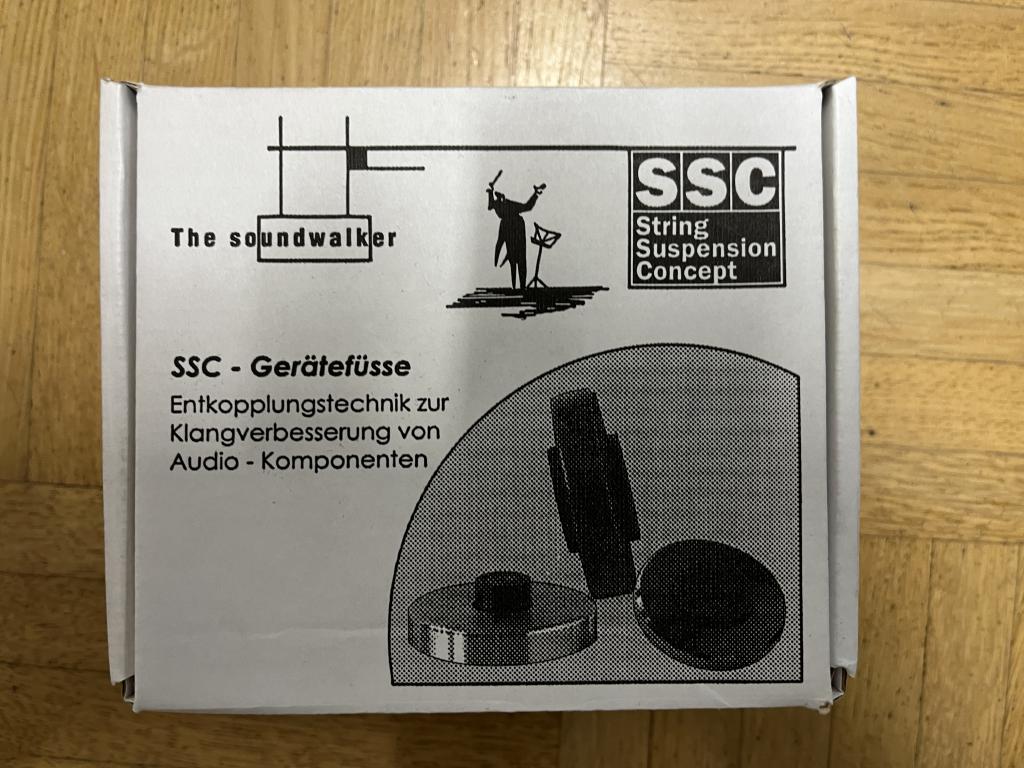 The soundwalker
SSC
String
Suspension
Concept
SSC - Gerätefüsse
Entkopplungstechnik zur
Klangverbesserung von
Audio - Komponenten